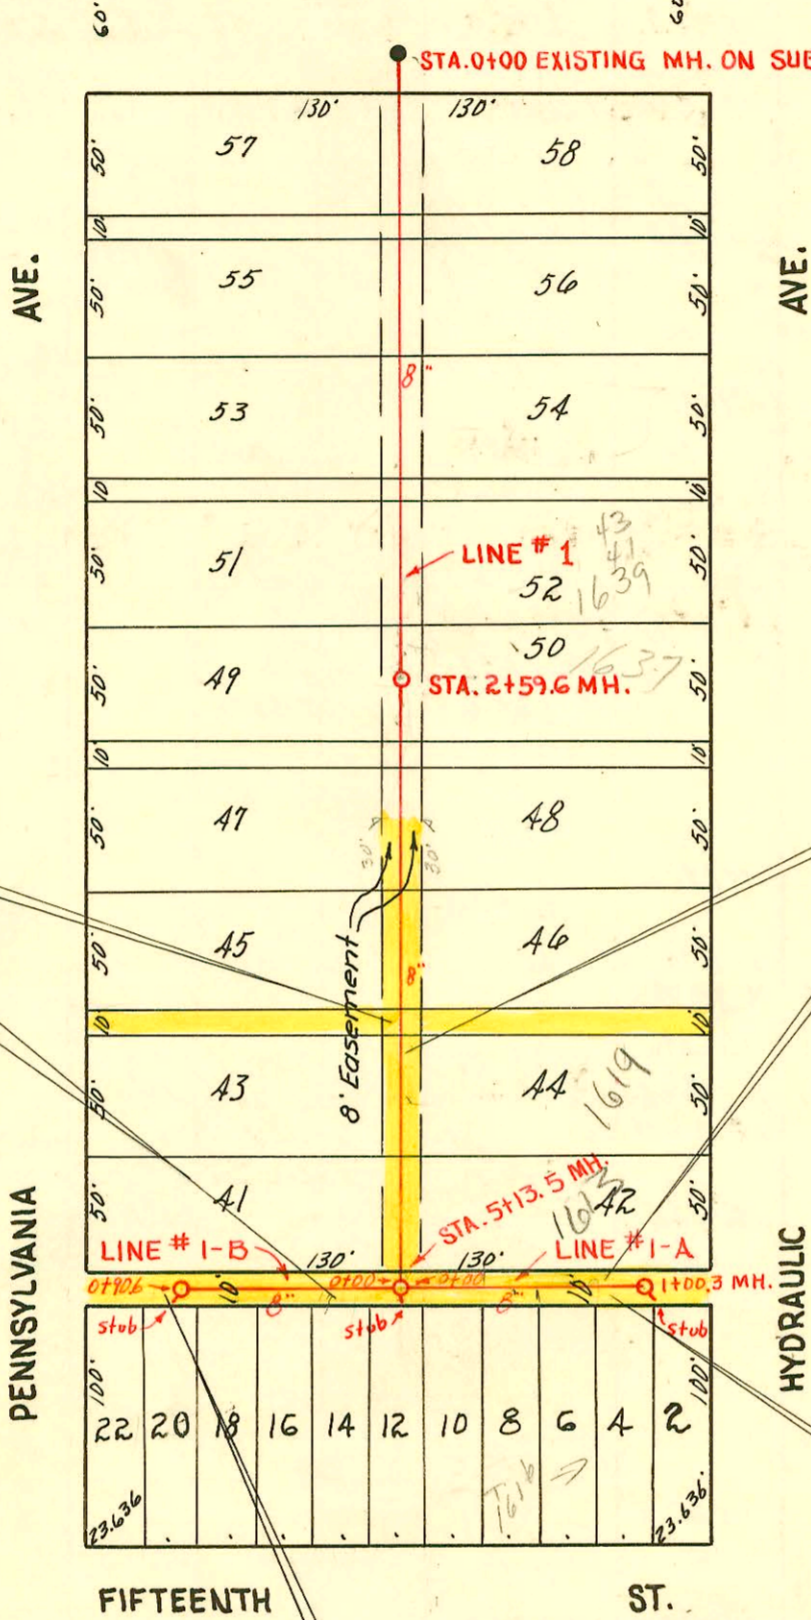 60'
STA.0+00 EXISTING MH. ON SUB
130' 130'
50' 57 58 50'
10' 10'
AVE. AVE.
50' 55 56 50'
8"
50' 53 54 50'
10' 10'
43
41
50' 51 LINE #1 50'
52 1639
50 1637
50' 49 STA. 2+59.6 MH. 50'
10' 10'
50' 47 48 50'
30' 30'
50' 45 46 50'
8"
8' Easement
10' 10'
50' 43 44 1619 50'
50' 41 1613 42 50'
STA. 5+13.5 MH.
LINE #1-B 130' 130' LINE #1-A
0+90.6 10' 8" 0+00 0+00 8" 10' 1+00.3 MH.
stub stub stub
PENNSYLVANIA HYDRAULIC
100' 100'
22 20 18 16 14 12 10 8 6 4 2
1616
23.636 23.636'
FIFTEENTH ST.